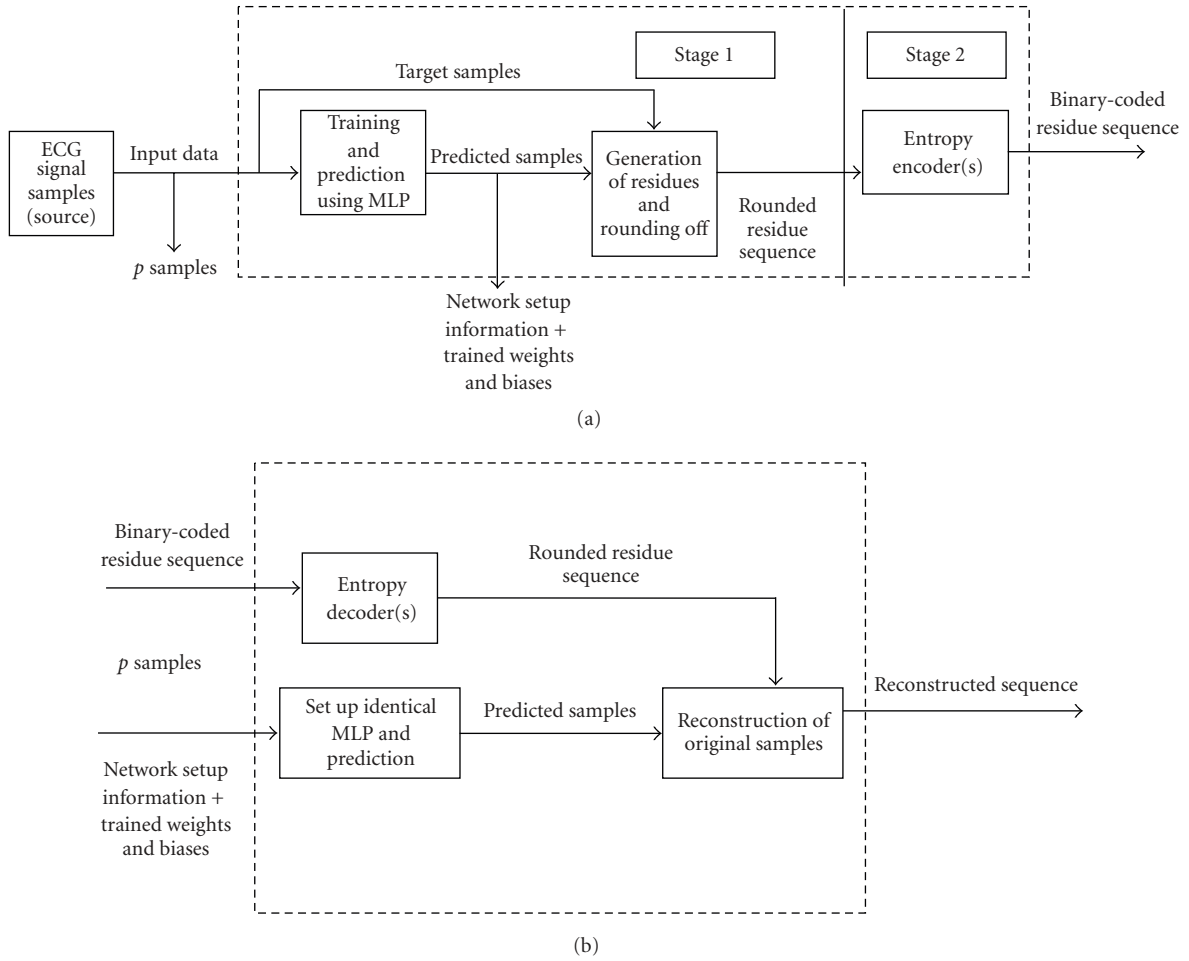 Stage 1
Stage 2
Target samples
ECG
signal
samples
(source)
Input data
p samples
Training
and
prediction
using MLP
Predicted samples
Generation
of residues
and
rounding off
Rounded
residue
sequence
Entropy
encoder(s)
Binary-coded
residue sequence
Network setup
information +
trained weights
and biases
(a)
Binary-coded
residue sequence
Entropy
decoder(s)
Rounded residue
sequence
p samples
Set up identical
MLP and
prediction
Predicted samples
Reconstruction of
original samples
Reconstructed sequence
Network setup
information +
trained weights
and biases
(b)